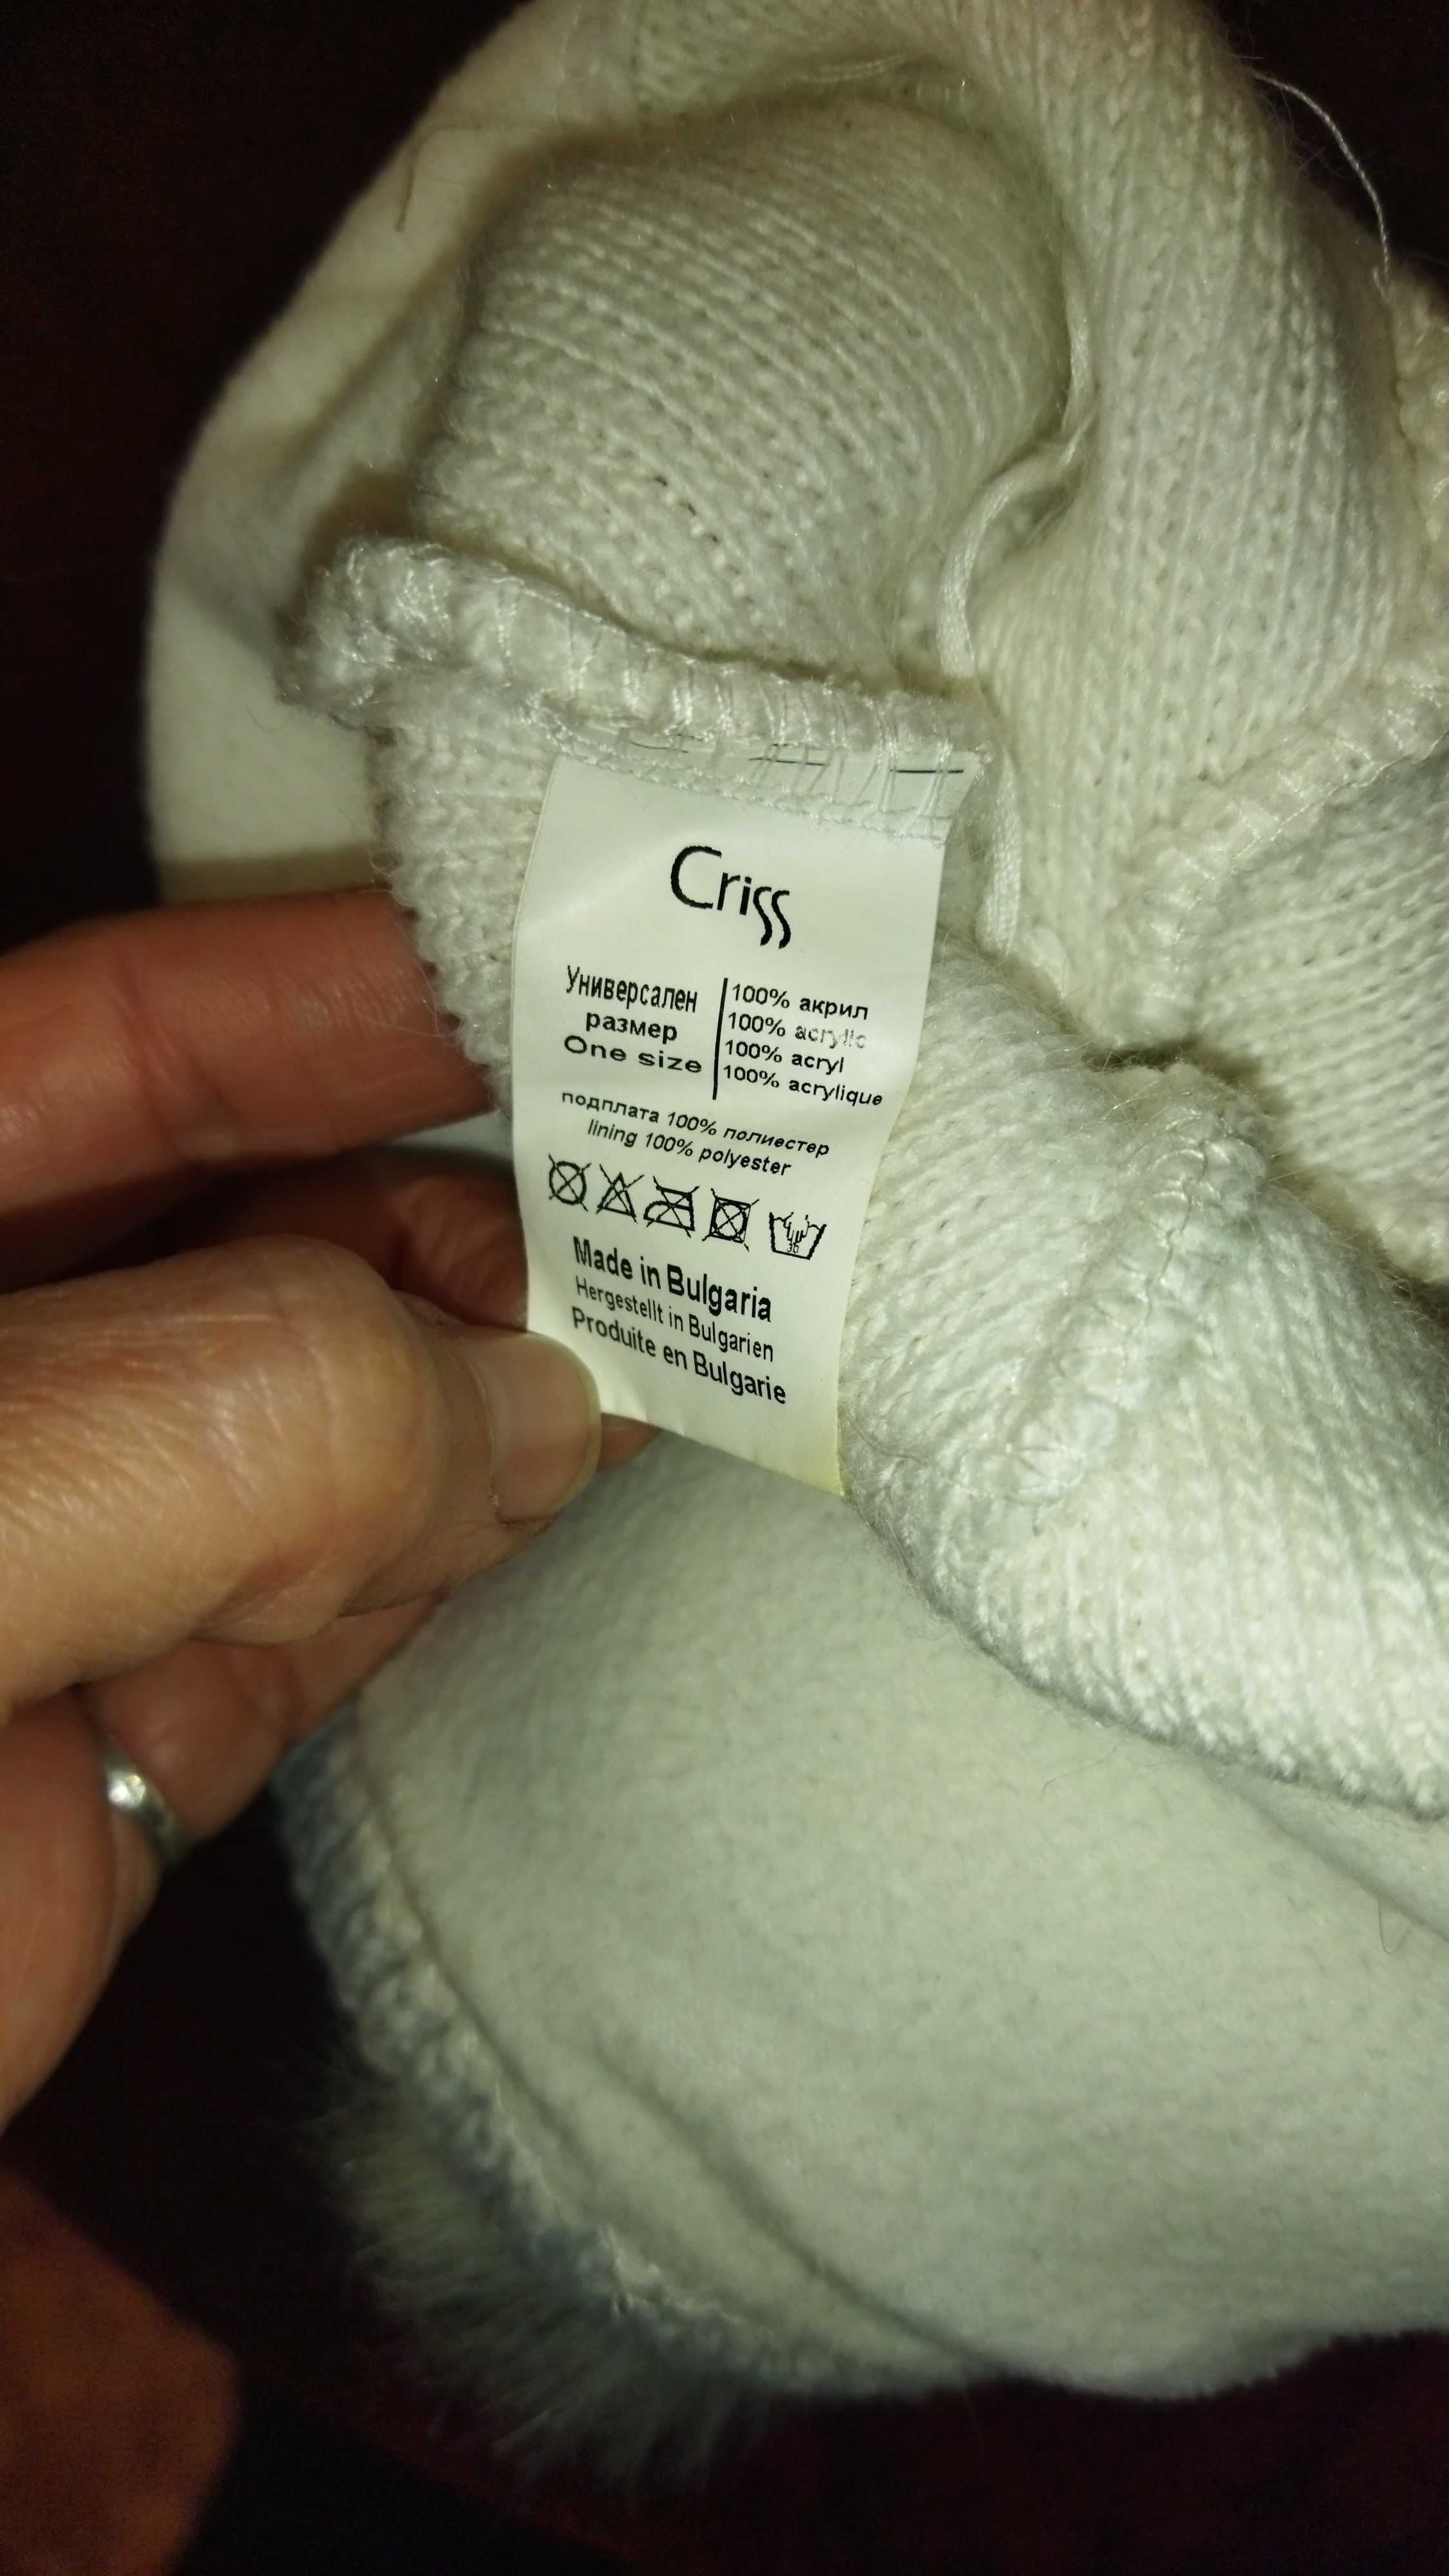 Criss
Универсален
размер
One size
100% акрил
100% acrylic
100% acryl
100% acrylique
подплата 100% полиестер
lining 100% polyester
Made in Bulgaria
Hergestellt in Bulgarien
Produite en Bulgarie